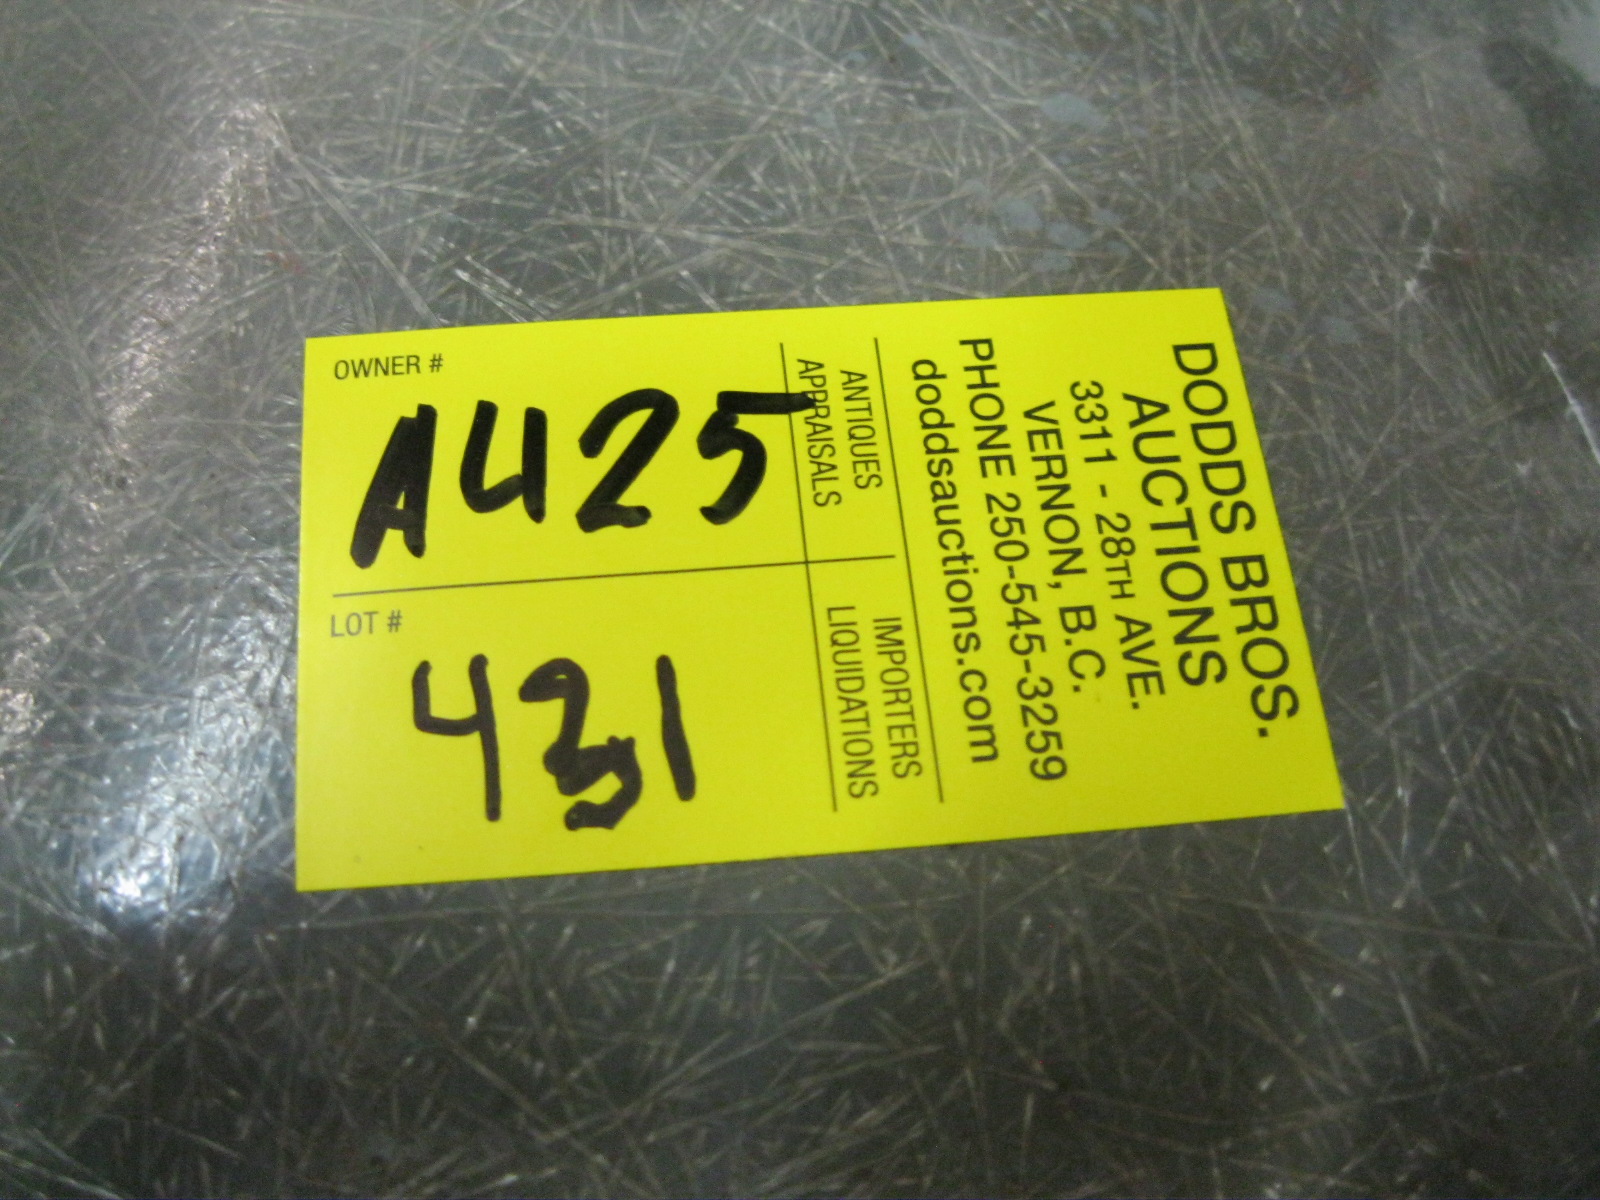 OWNER #
A425
LOT #
431
ANTIQUES
APPRAISALS
IMPORTERS
LIQUIDATIONS
DODDS BROS.
AUCTIONS
3311 - 28TH AVE.
VERNON, B.C.
PHONE 250-545-3259
doddsauctions.com